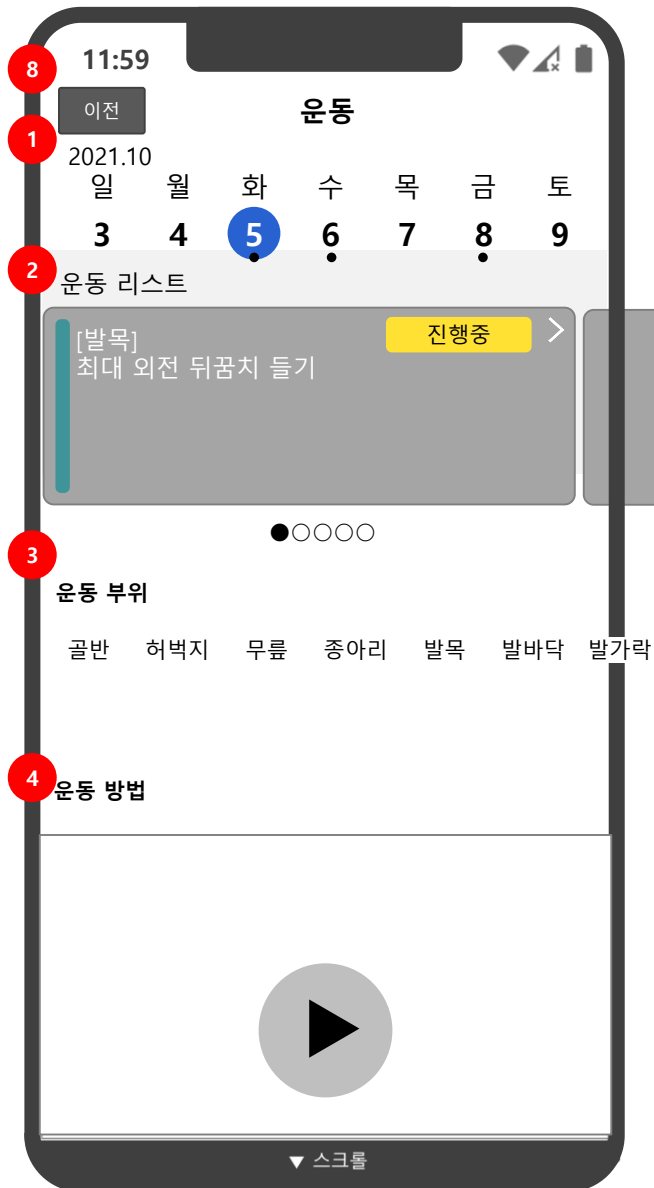 11:59
8
이전
운동
1
2021.10
일 월 화 수 목 금 토
3 4 5 6 7 8 9
2
운동 리스트
[발목]
진행중
최대 외전 뒤꿈치 들기
3
운동 부위
골반 허벅지 무릎 종아리 발목 발바닥 발가락
4
운동 방법
▼ 스크롤